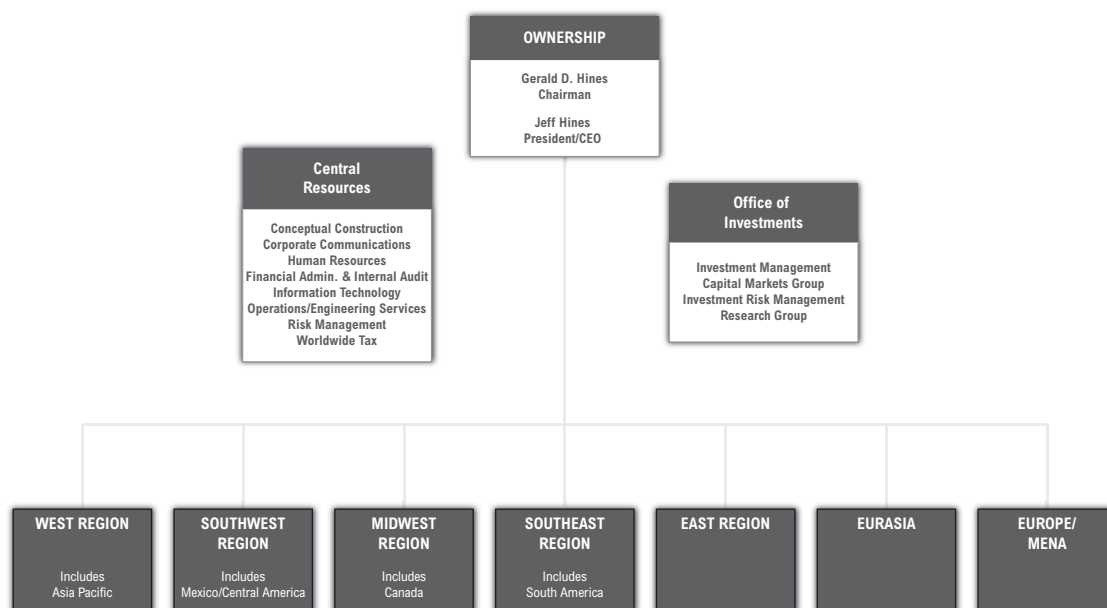 OWNERSHIP
Gerald D. Hines
Chairman
Jeff Hines
President/CEO
Central
Resources
Conceptual Construction
Corporate Communications
Human Resources
Financial Admin. & Internal Audit
Information Technology
Operations/Engineering Services
Risk Management
Worldwide Tax
Office of
Investments
Investment Management
Capital Markets Group
Investment Risk Management
Research Group
WEST REGION
Includes
Asia Pacific
SOUTHWEST
REGION
Includes
Mexico/Central America
MIDWEST
REGION
Includes
Canada
SOUTHEAST
REGION
Includes
South America
EAST REGION
EURASIA
EUROPE/
MENA